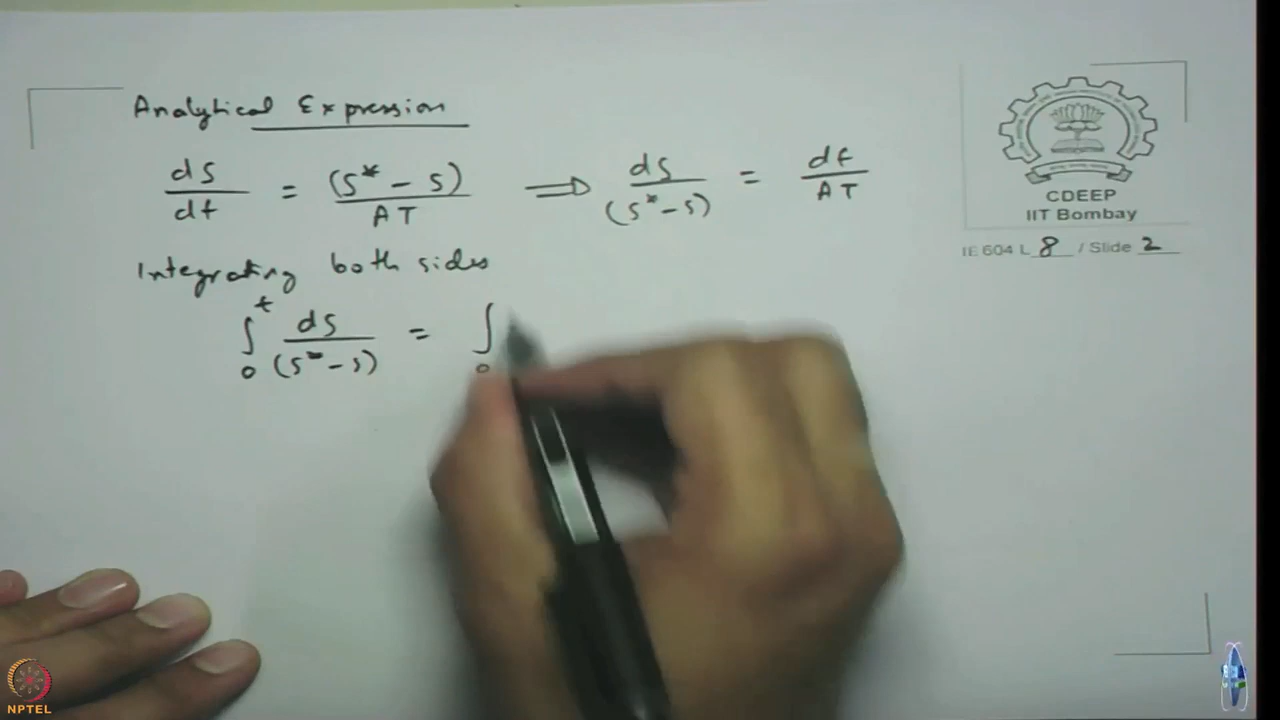 Analytical Expression
dS/dt = (S* - S)/AT ⟹ dS/(S* - S) = dt/AT
Integrating both sides
∫₀ᵗ dS/(S* - S) = ∫₀
CDEEP
IIT Bombay
IE 604 L 8 / Slide 2
NPTEL